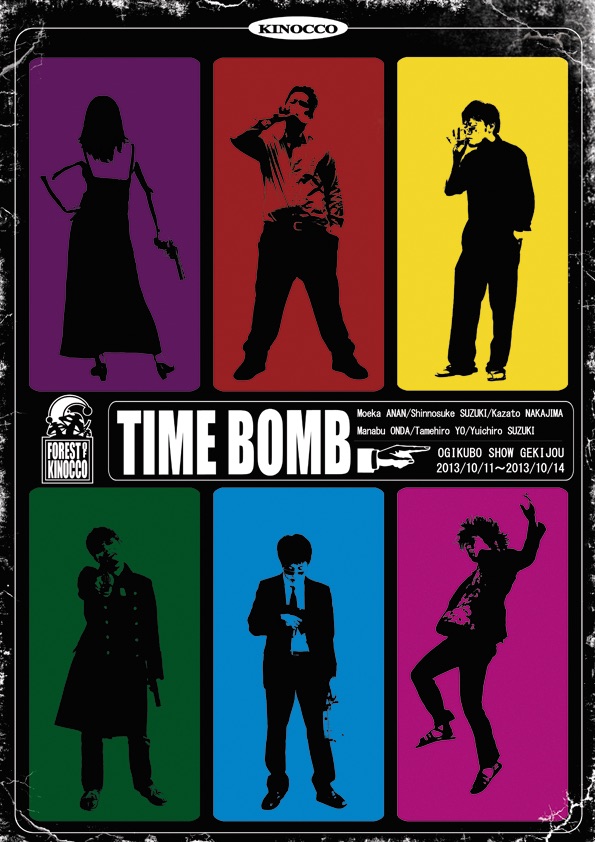 KINOCCO
TIME BOMB
Moeka ANAN/Shinnosuke SUZUKI/Kazato NAKAJIMA
Manabu ONDA/Tamehiro YO/Yuichiro SUZUKI
OGIKUBO SHOW GEKIJOU
2013/10/11～2013/10/14
FOREST OF
KINOCCO